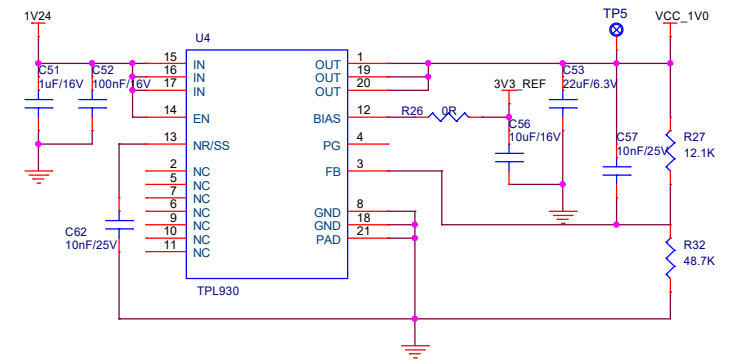 1V24
U4
TP5
VCC_1V0
15 IN
16 IN
17 IN
14 EN
13 NR/SS
2 NC
5 NC
7 NC
6 NC
9 NC
10 NC
11 NC
OUT 1
OUT 19
OUT 20
BIAS 12
PG 4
FB 3
GND 8
GND 18
PAD 21
TPL930
C51
1uF/16V
C52
100nF/16V
C62
10nF/25V
R26 0R
3V3_REF
C53
22uF/6.3V
C56
10uF/16V
C57
10nF/25V
R27
12.1K
R32
48.7K